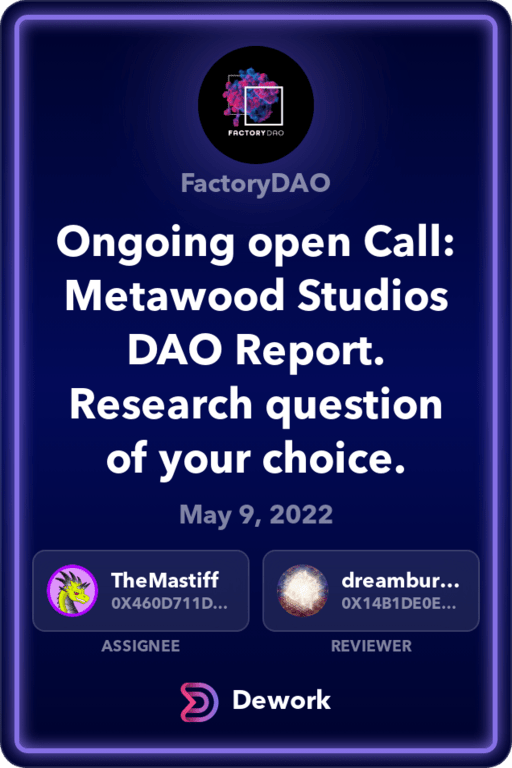 FACTORYDAO
FactoryDAO
Ongoing open Call:
Metawood Studios
DAO Report.
Research question
of your choice.
May 9, 2022
TheMastiff
0X460D711D...
dreambur...
0X14B1DE0E...
ASSIGNEE
REVIEWER
Dework